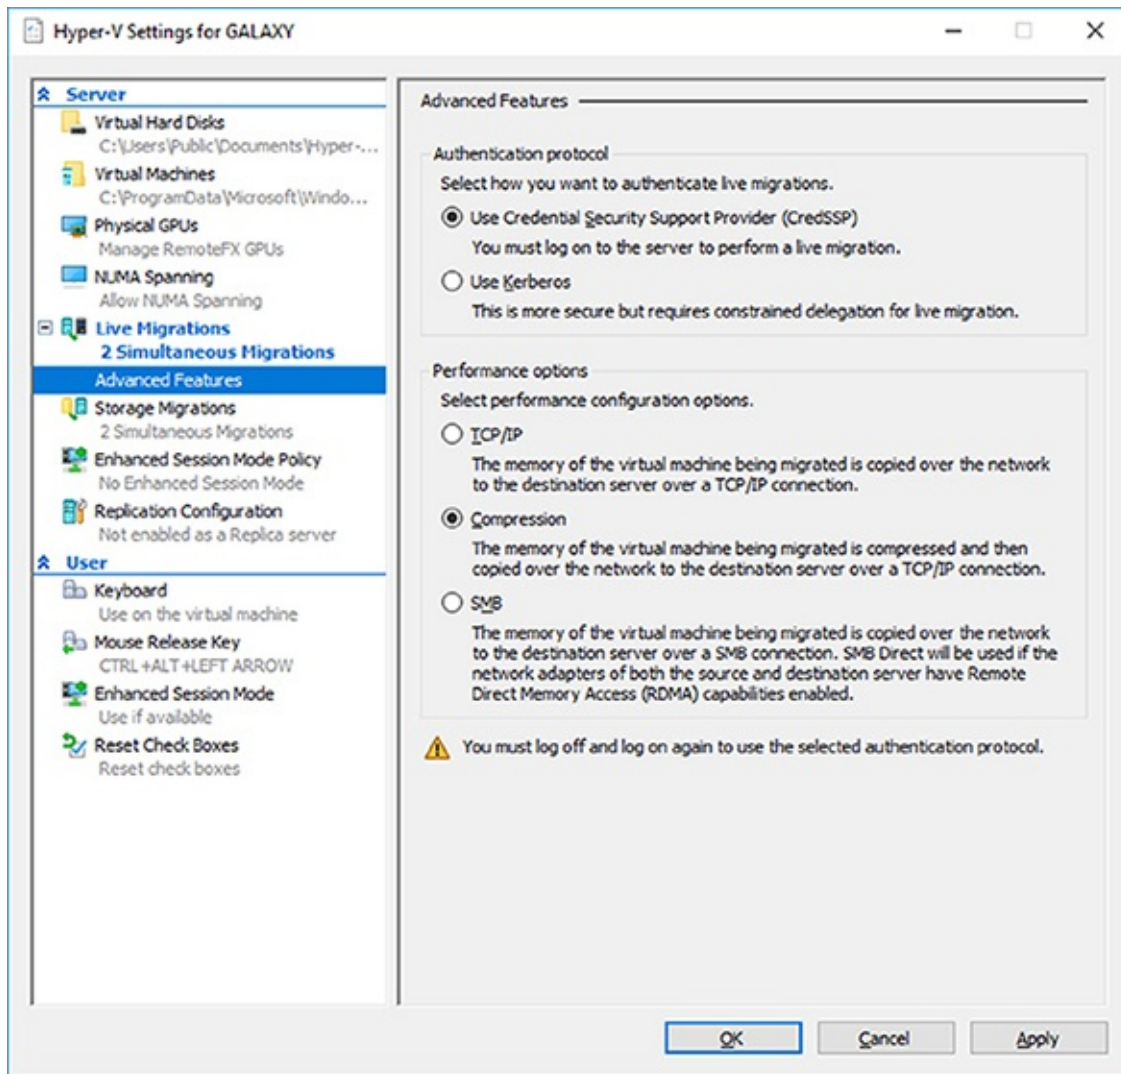 Hyper-V Settings for GALAXY
Server
Virtual Hard Disks
C:\Users\Public\Documents\Hyper-...
Virtual Machines
C:\ProgramData\Microsoft\Windo...
Physical GPUs
Manage RemoteFX GPUs
NUMA Spanning
Allow NUMA Spanning
Live Migrations
2 Simultaneous Migrations
Advanced Features
Storage Migrations
2 Simultaneous Migrations
Enhanced Session Mode Policy
No Enhanced Session Mode
Replication Configuration
Not enabled as a Replica server
User
Keyboard
Use on the virtual machine
Mouse Release Key
CTRL+ALT+LEFT ARROW
Enhanced Session Mode
Use if available
Reset Check Boxes
Reset check boxes
Advanced Features
Authentication protocol
Select how you want to authenticate live migrations.
Use Credential Security Support Provider (CredSSP)
You must log on to the server to perform a live migration.
Use Kerberos
This is more secure but requires constrained delegation for live migration.
Performance options
Select performance configuration options.
TCP/IP
The memory of the virtual machine being migrated is copied over the network
to the destination server over a TCP/IP connection.
Compression
The memory of the virtual machine being migrated is compressed and then
copied over the network to the destination server over a TCP/IP connection.
SMB
The memory of the virtual machine being migrated is copied over the network
to the destination server over a SMB connection. SMB Direct will be used if the
network adapters of both the source and destination server have Remote
Direct Memory Access (RDMA) capabilities enabled.
You must log off and log on again to use the selected authentication protocol.
OK
Cancel
Apply